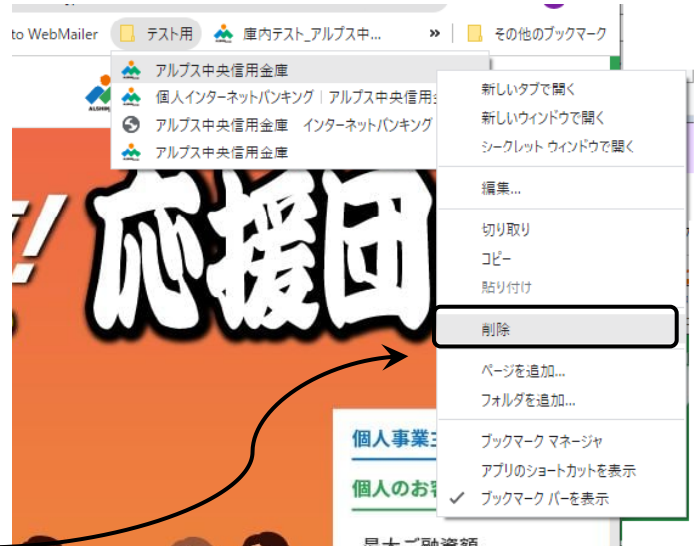 to WebMailer テスト用 庫内テスト_アルプス中... » その他のブックマーク
アルプス中央信用金庫
個人インターネットバンキング | アルプス中央信用金
アルプス中央信用金庫 インターネットバンキング
アルプス中央信用金庫
新しいタブで開く
新しいウィンドウで開く
シークレット ウィンドウで開く
編集...
切り取り
コピー
貼り付け
削除
ページを追加...
フォルダを追加...
ブックマーク マネージャ
アプリのショートカットを表示
✓ ブックマーク バーを表示
! 応援団
個人事業主
個人のお客
最大ご融資額